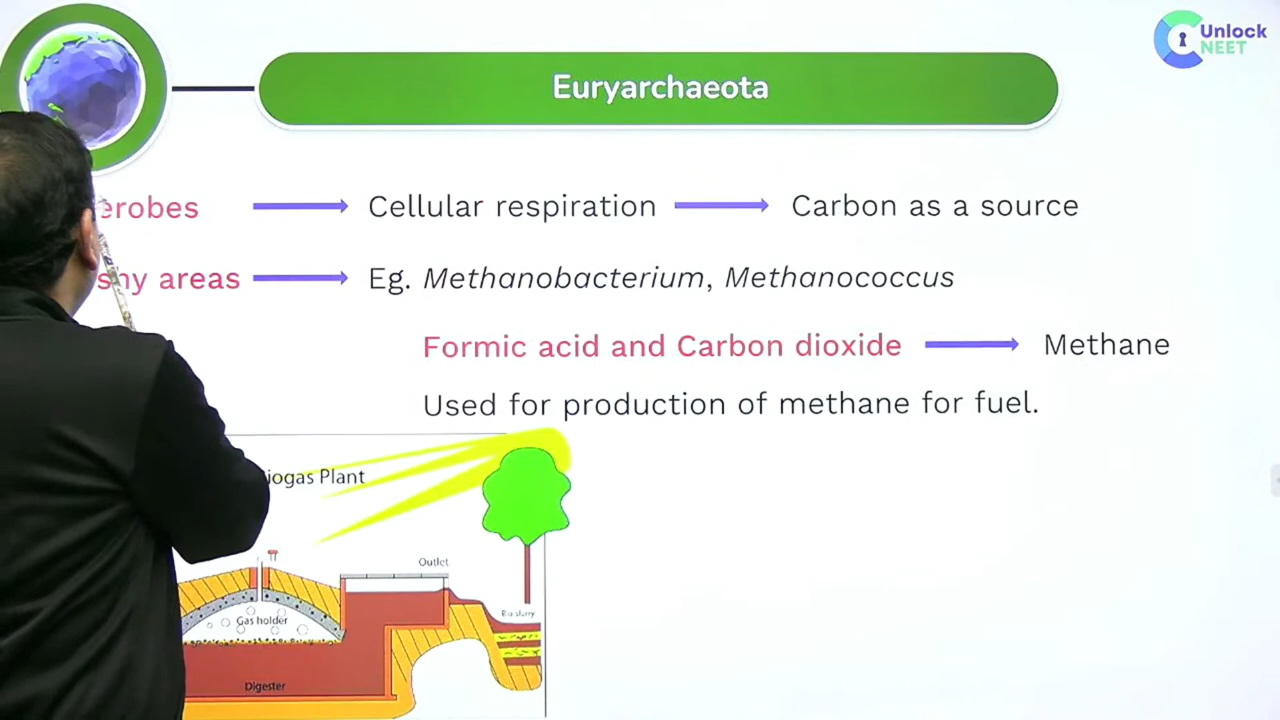 Unlock
NEET
Euryarchaeota
erobes Cellular respiration Carbon as a source
shy areas Eg. Methanobacterium, Methanococcus
Formic acid and Carbon dioxide Methane
Used for production of methane for fuel.
iogas Plant
Outlet
Gas holder
Digester